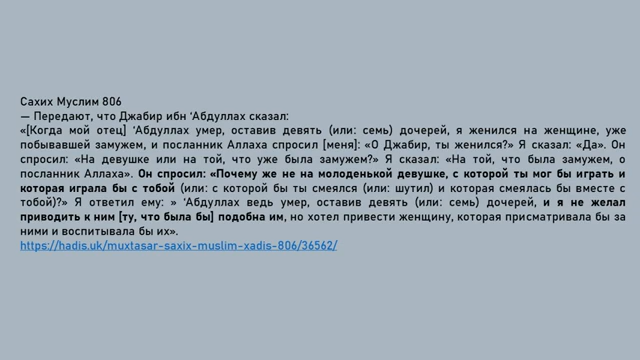 Сахих Муслим 806
— Передают, что Джабир ибн ‘Абдуллах сказал:
«[Когда мой отец] ‘Абдуллах умер, оставив девять (или: семь) дочерей, я женился на женщине, уже
побывавшей замужем, и посланник Аллаха спросил [меня]: «О Джабир, ты женился?» Я сказал: «Да». Он
спросил: «На девушке или на той, что уже была замужем?» Я сказал: «На той, что была замужем, о
посланник Аллаха». Он спросил: «Почему же не на молоденькой девушке, с которой ты мог бы играть и
которая играла бы с тобой (или: с которой бы ты смеялся (или: шутил) и которая смеялась бы вместе с
тобой)?» Я ответил ему: » ‘Абдуллах ведь умер, оставив девять (или: семь) дочерей, и я не желал
приводить к ним [ту, что была бы] подобна им, но хотел привести женщину, которая присматривала бы за
ними и воспитывала бы их».
https://hadis.uk/muxtasar-saxix-muslim-xadis-806/36562/